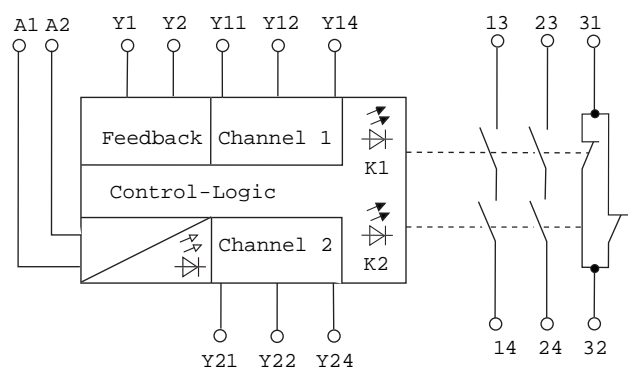 A1 A2 Y1 Y2 Y11 Y12 Y14 13 23 31
Feedback Channel 1
K1
Control-Logic
Channel 2
K2
Y21 Y22 Y24 14 24 32